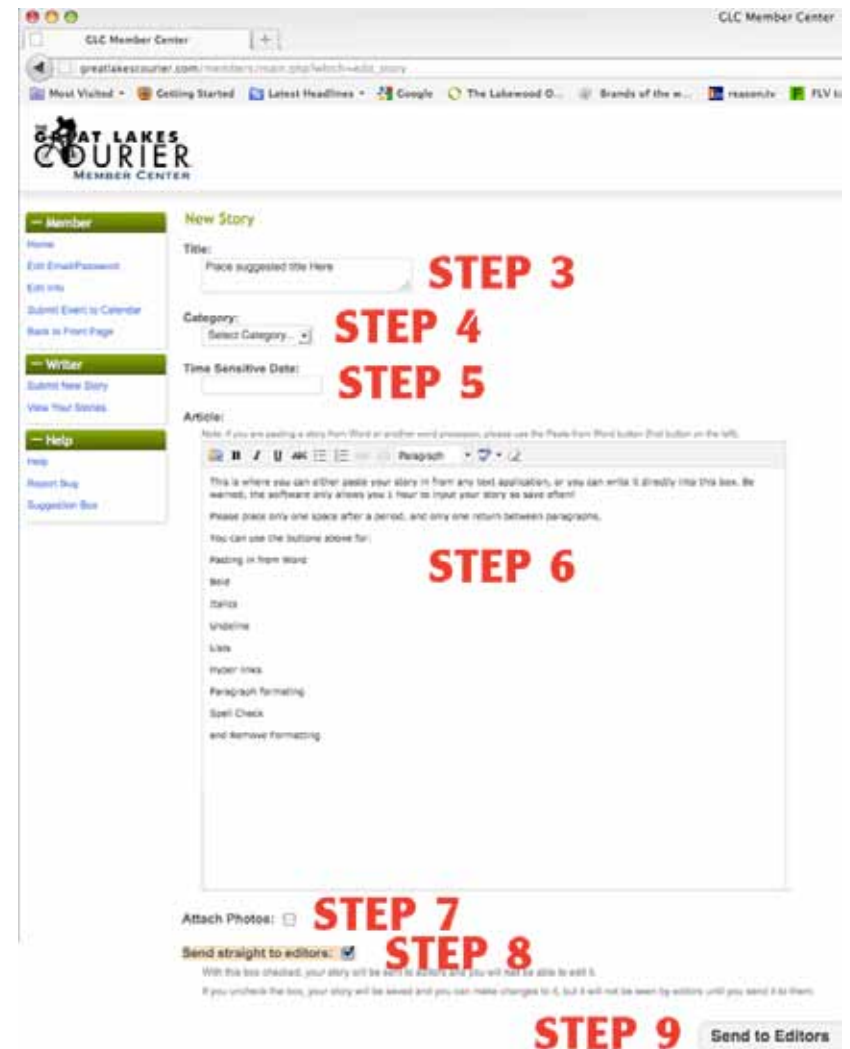 GLC Member Center
GLC Member Center
greatlakescourier.com/members/main.php?which=edit_story
Most Visited Getting Started Latest Headlines Google The Lakewood O... Brands of the w... reason.tv FLV
THE GREAT LAKES
COURIER
MEMBER CENTER
— Member
Home
Edit Email/Password
Edit Info
Submit Event to Calendar
Back to Front Page
— Writer
Submit New Story
View Your Stories
— Help
Help
Report Bug
Suggestion Box
New Story
Title:
Place suggested title Here
STEP 3
Category:
Select Category...
STEP 4
Time Sensitive Date:
STEP 5
Article:
Note: if you are pasting a story from Word or another word processor, please use the Paste from Word button (first button on the left).
B I U ABC Paragraph
This is where you can either paste your story in from any text application, or you can write it directly into this box. Be
warned, the software only allows you 1 hour to input your story so save often!
Please place only one space after a period, and only one return between paragraphs.
You can use the buttons above for:
Pasting in from Word
STEP 6
Bold
Italics
Undeline
Lists
Hyper links
Paragraph formating
Spell Check
and Remove Formatting
Attach Photos:
STEP 7
Send straight to editors:
STEP 8
With this box checked, your story will be sent to editors and you will not be able to edit it.
If you uncheck the box, your story will be saved and you can make changes to it, but it will not be seen by editors until you send it to them.
STEP 9
Send to Editors